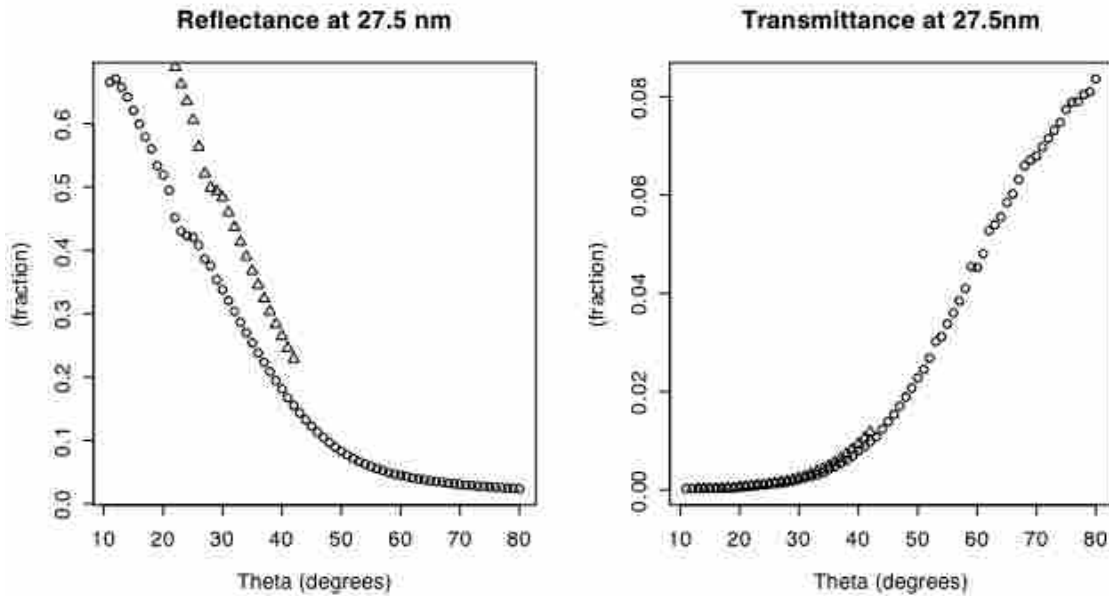 Reflectance at 27.5 nm
(fraction)
0.0 0.1 0.2 0.3 0.4 0.5 0.6
10 20 30 40 50 60 70 80
Theta (degrees)
Transmittance at 27.5nm
(fraction)
0.00 0.02 0.04 0.06 0.08
10 20 30 40 50 60 70 80
Theta (degrees)